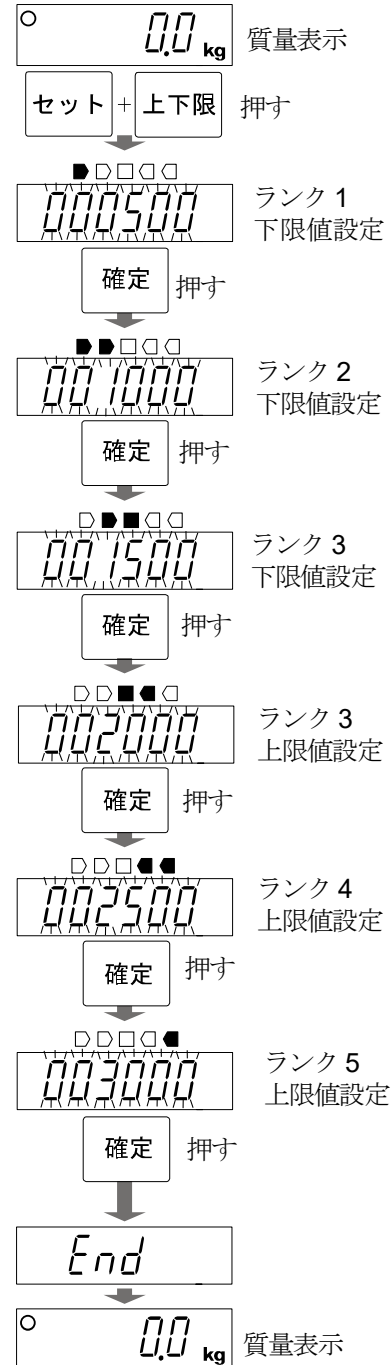 0.0 kg 質量表示
セット + 上下限 押す
000500 ランク 1
下限値設定
確定 押す
001000 ランク 2
下限値設定
確定 押す
001500 ランク 3
下限値設定
確定 押す
002000 ランク 3
上限値設定
確定 押す
002500 ランク 4
上限値設定
確定 押す
003000 ランク 5
上限値設定
確定 押す
End
0.0 kg 質量表示